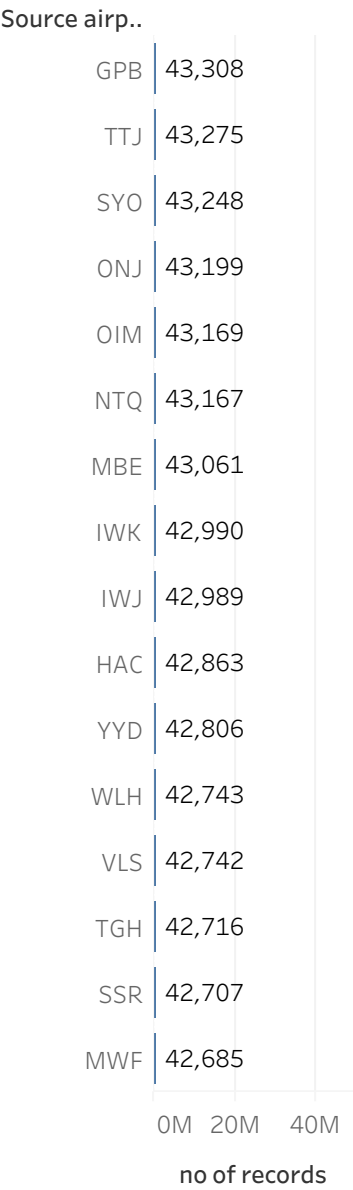 Source airp..
GPB 43,308
TTJ 43,275
SYO 43,248
ONJ 43,199
OIM 43,169
NTQ 43,167
MBE 43,061
IWK 42,990
IWJ 42,989
HAC 42,863
YYD 42,806
WLH 42,743
VLS 42,742
TGH 42,716
SSR 42,707
MWF 42,685
0M 20M 40M
no of records